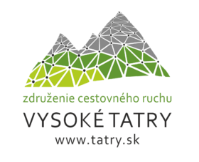 združenie cestovného ruchu
VYSOKÉ TATRY
www.tatry.sk